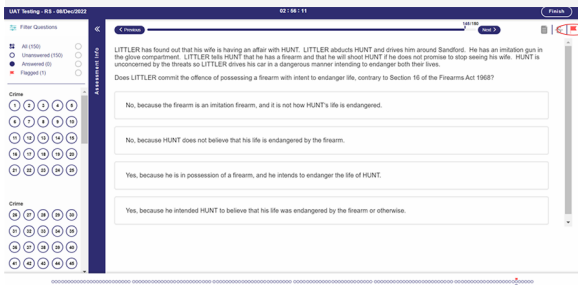 UAT Testing - RS - 08/Dec/2022
02 : 56 : 11
Finish
Filter Questions
All (150)
Unanswered (150)
Answered (0)
Flagged (1)
Assessment Info
Previous
146/150
Next
LITTLER has found out that his wife is having an affair with HUNT. LITTLER abducts HUNT and drives him around Sandford. He has an imitation gun in
the glove compartment. LITTLER tells HUNT that he has a firearm and that he will shoot HUNT if he does not promise to stop seeing his wife. HUNT is
unconcerned by the threats so LITTLER drives his car in a dangerous manner intending to endanger both their lives.
Does LITTLER commit the offence of possessing a firearm with intent to endanger life, contrary to Section 16 of the Firearms Act 1968?
No, because the firearm is an imitation firearm, and it is not how HUNT's life is endangered.
No, because HUNT does not believe that his life is endangered by the firearm.
Yes, because he is in possession of a firearm, and he intends to endanger the life of HUNT.
Yes, because he intended HUNT to believe that his life was endangered by the firearm or otherwise.
Crime
1 2 3 4 5
6 7 8 9 10
11 12 13 14 15
16 17 18 19 20
21 22 23 24 25
Crime
26 27 28 29 30
31 32 33 34 35
36 37 38 39 40
41 42 43 44 45